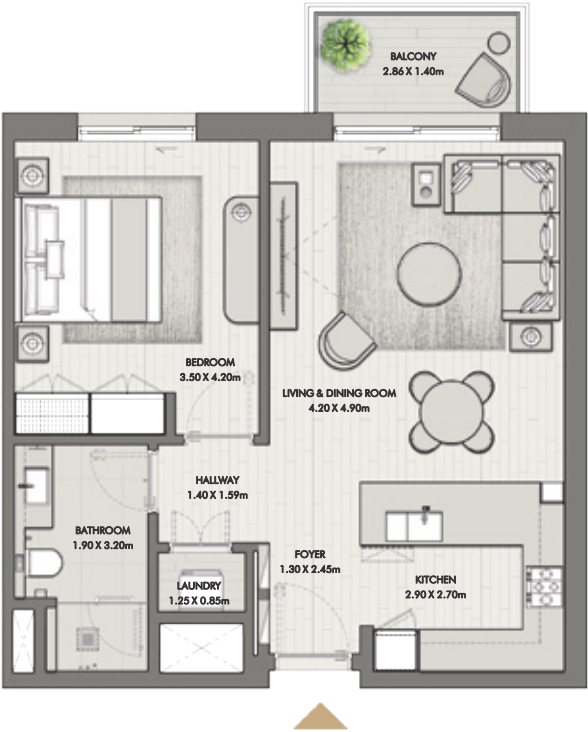 BALCONY
2.86 X 1.40m
BEDROOM
3.50 X 4.20m
LIVING & DINING ROOM
4.20 X 4.90m
HALLWAY
1.40 X 1.59m
BATHROOM
1.90 X 3.20m
FOYER
1.30 X 2.45m
LAUNDRY
1.25 X 0.85m
KITCHEN
2.90 X 2.70m